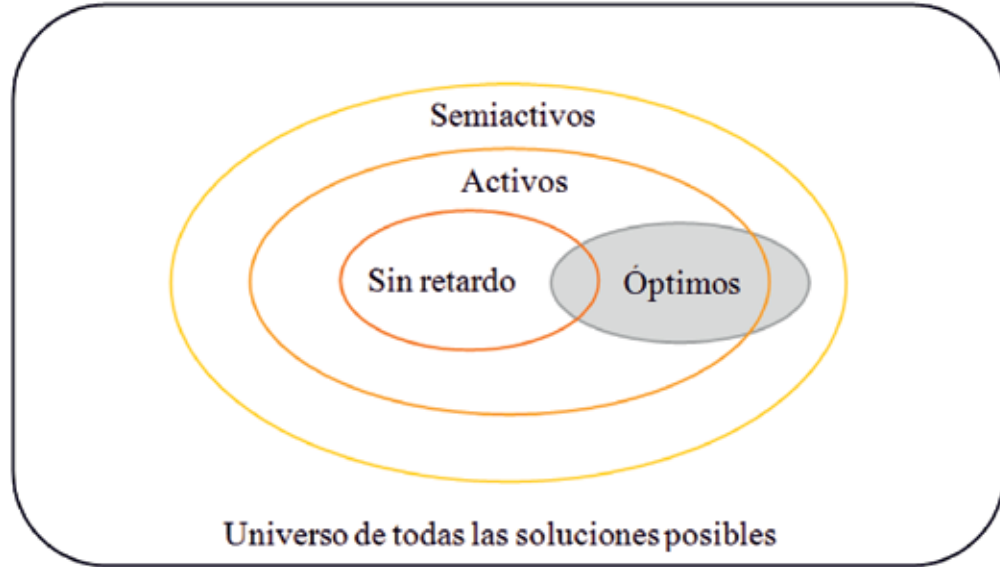 Semiactivos
Activos
Sin retardo
Óptimos
Universo de todas las soluciones posibles